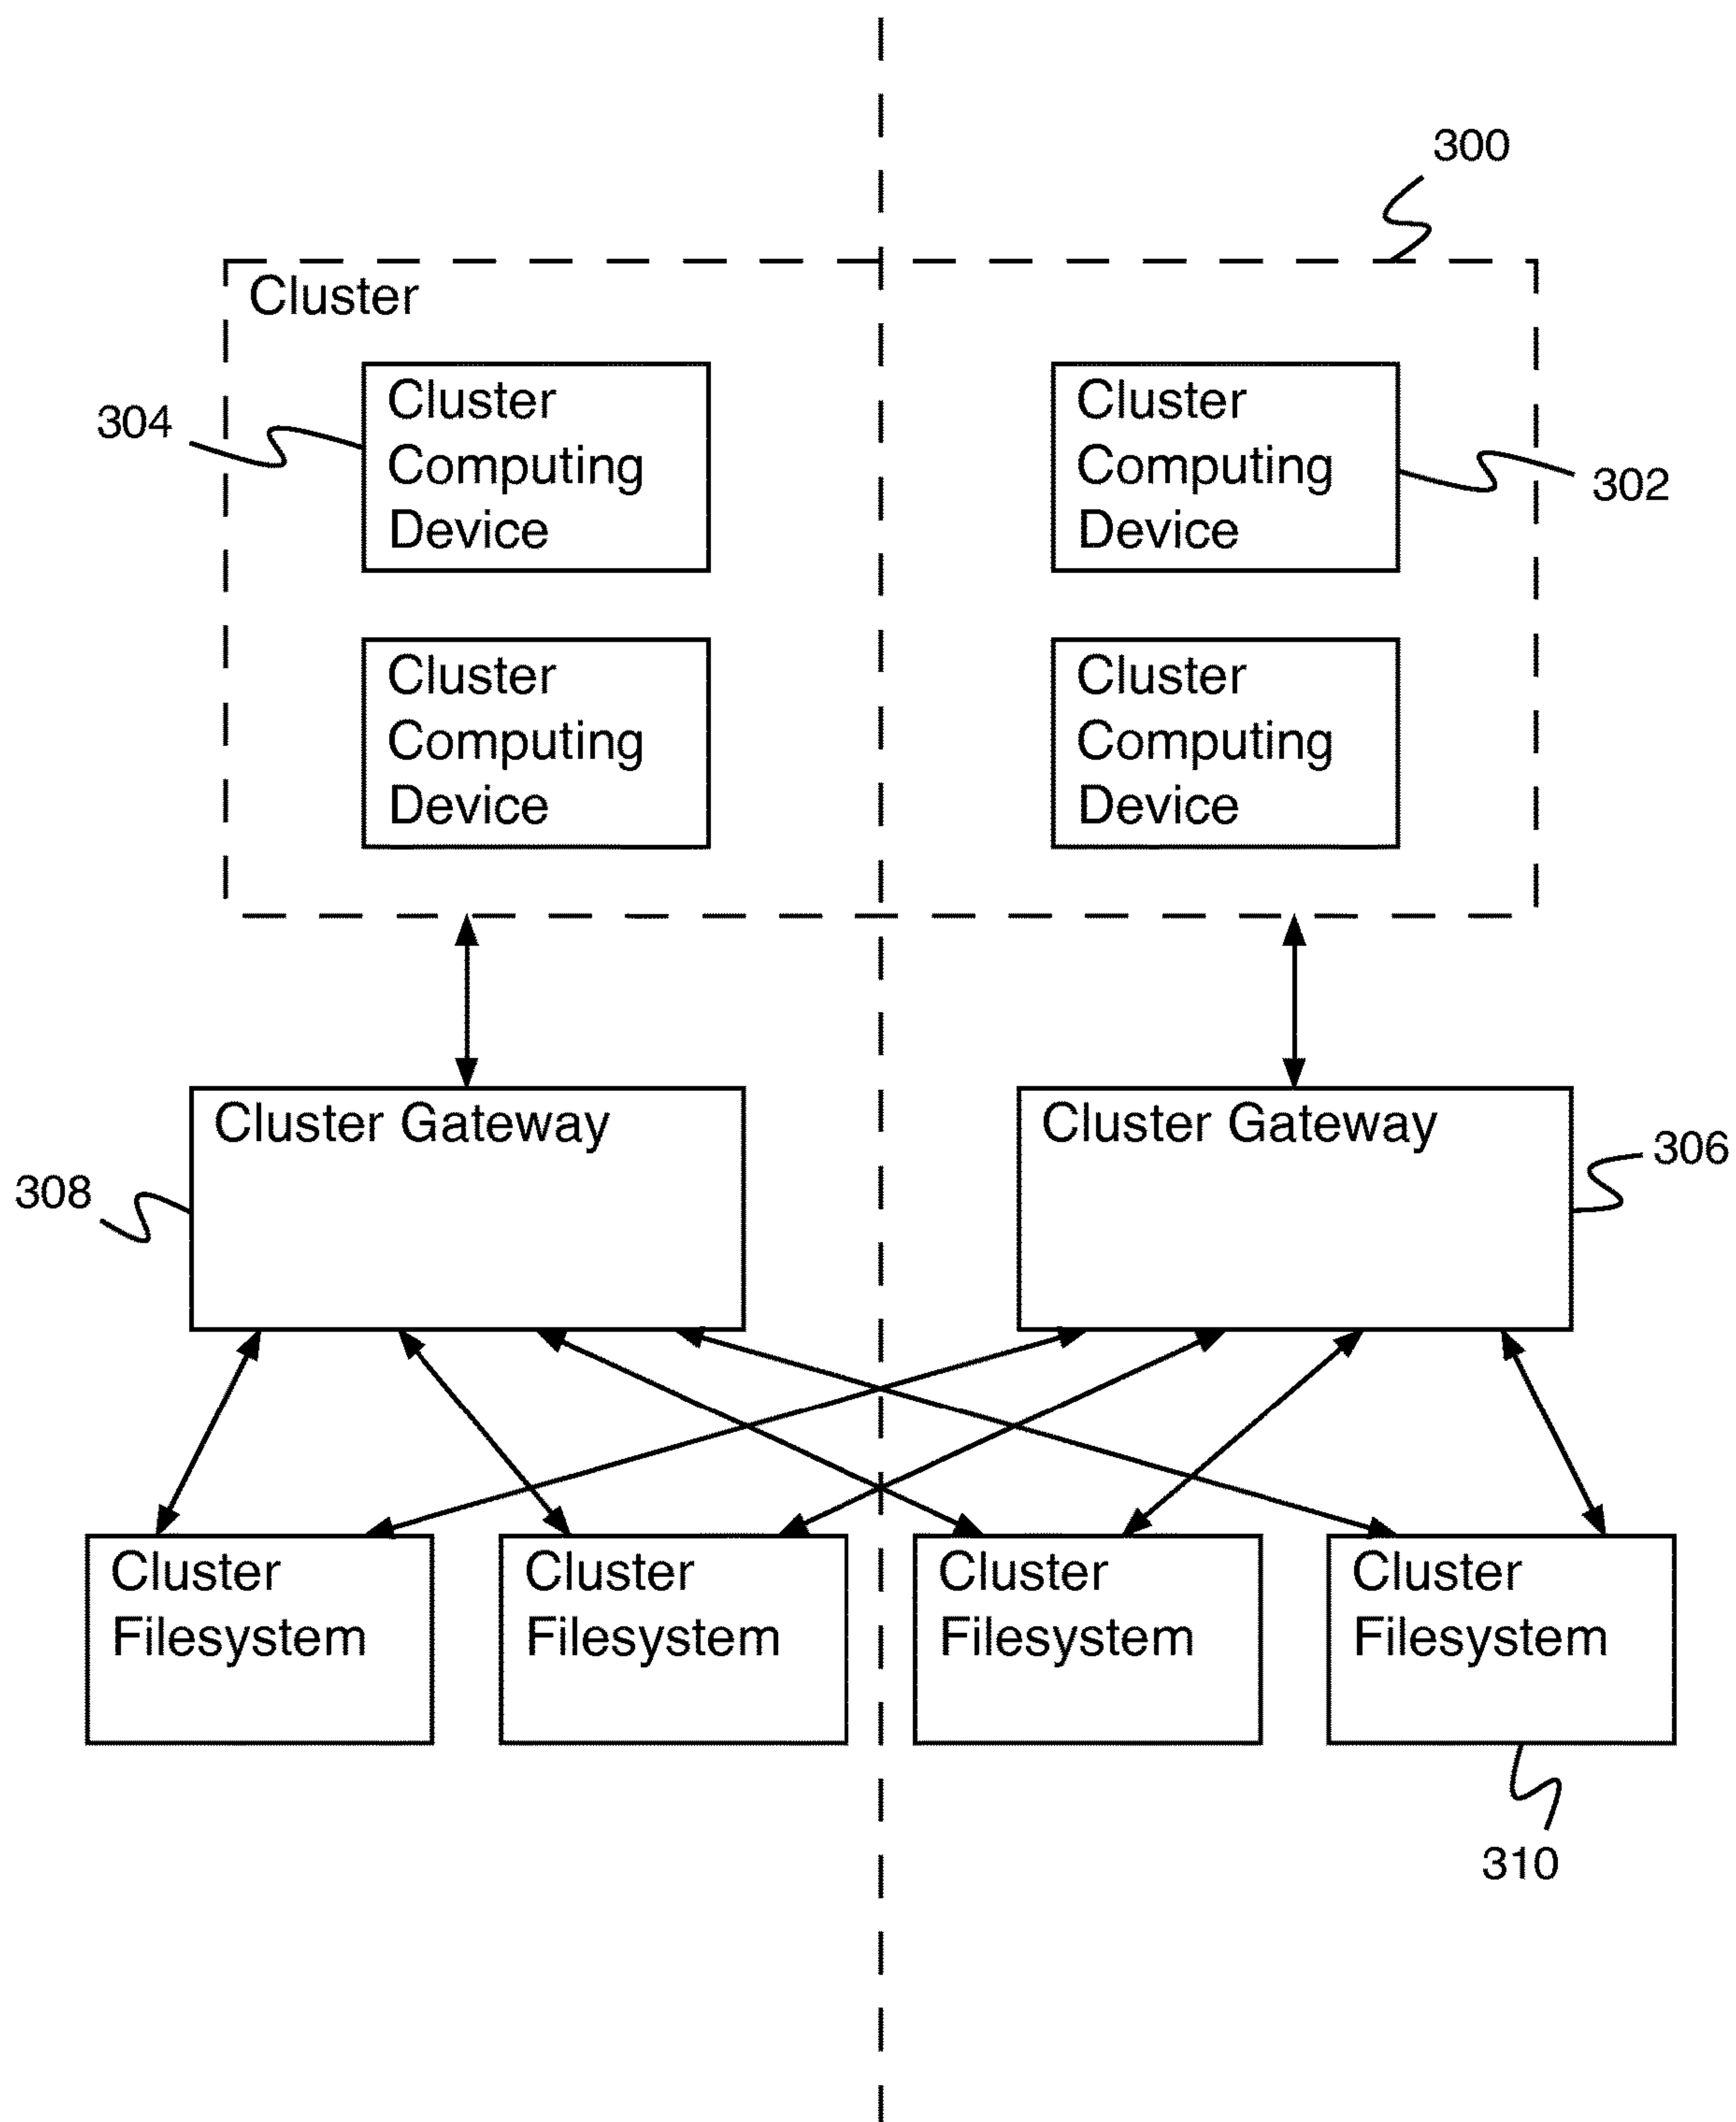 300
Cluster
304
Cluster
Computing
Device
Cluster
Computing
Device
302
Cluster
Computing
Device
Cluster
Computing
Device
Cluster Gateway
308
Cluster Gateway
306
Cluster
Filesystem
Cluster
Filesystem
Cluster
Filesystem
Cluster
Filesystem
310